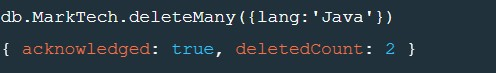 db.MarkTech.deleteMany({lang:'Java'})
{ acknowledged: true, deletedCount: 2 }